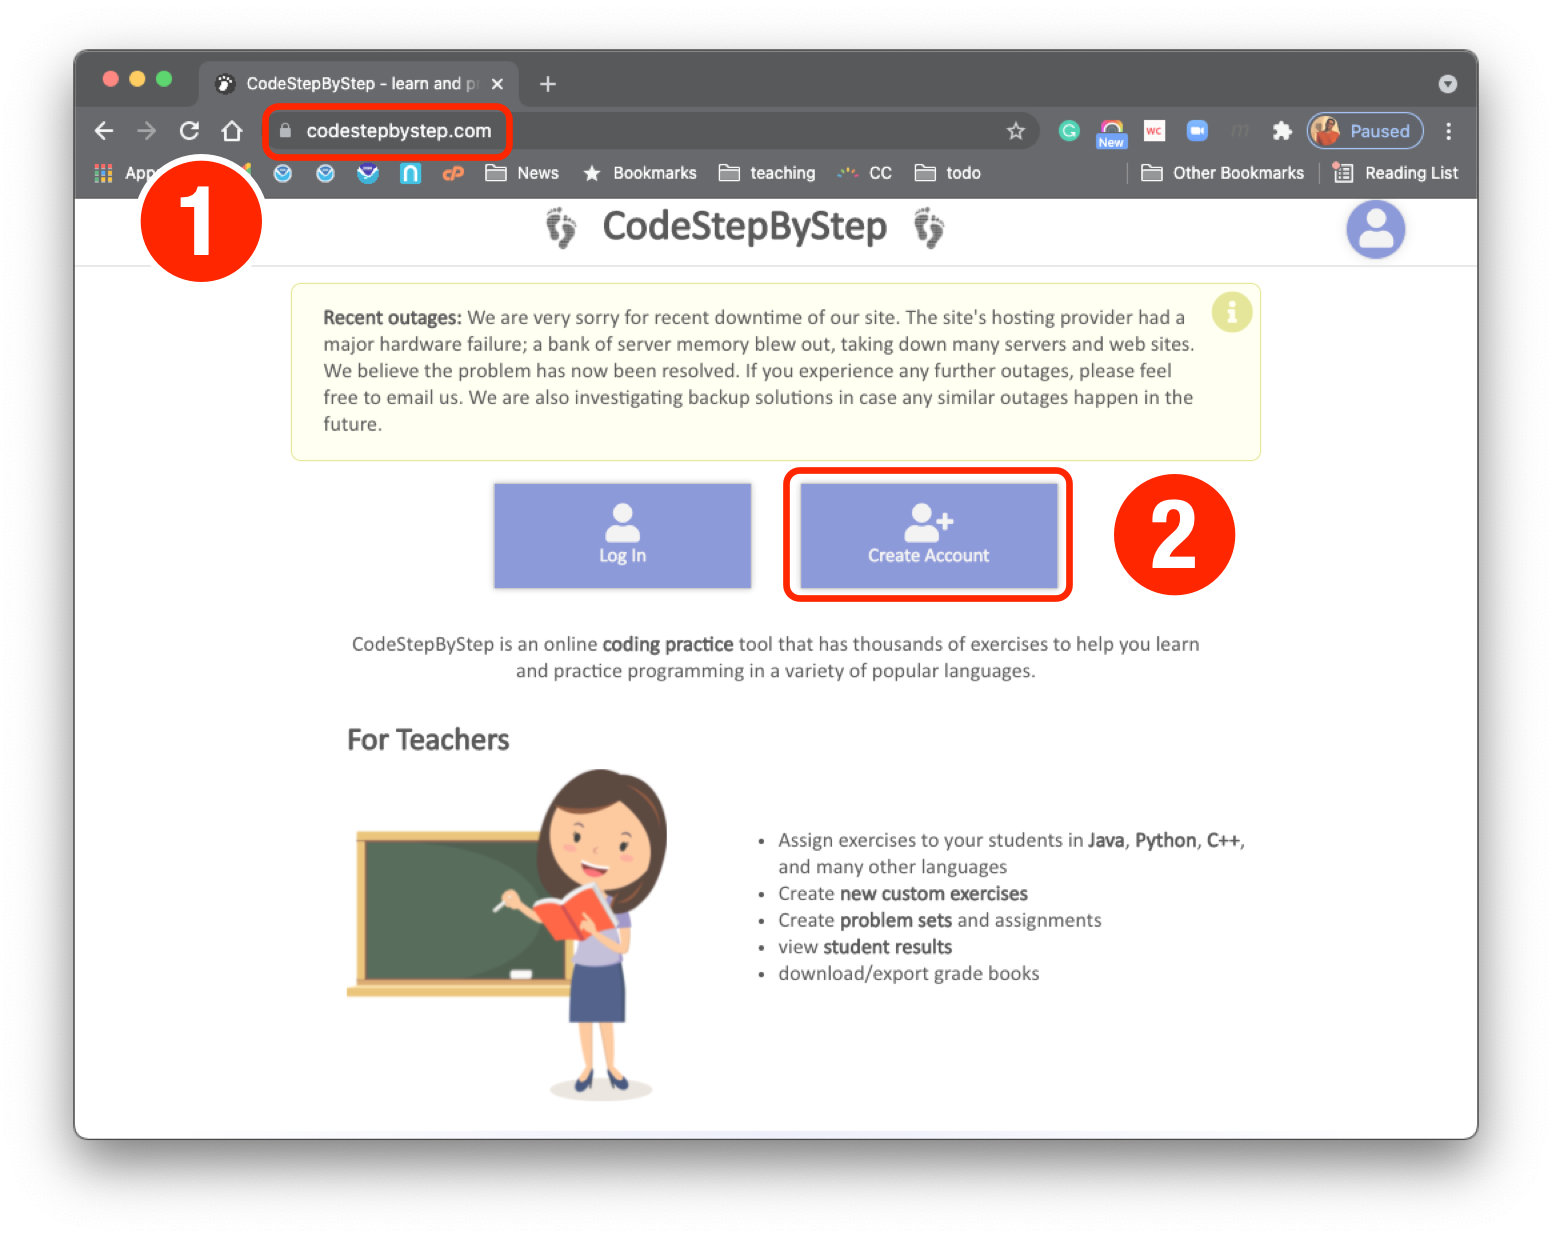 CodeStepByStep - learn and p
codestepbystep.com
WC
New
Paused
App
News
Bookmarks
teaching
CC
todo
Other Bookmarks
Reading List
1
CodeStepByStep
Recent outages: We are very sorry for recent downtime of our site. The site's hosting provider had a
major hardware failure; a bank of server memory blew out, taking down many servers and web sites.
We believe the problem has now been resolved. If you experience any further outages, please feel
free to email us. We are also investigating backup solutions in case any similar outages happen in the
future.
Log In
Create Account
2
CodeStepByStep is an online coding practice tool that has thousands of exercises to help you learn
and practice programming in a variety of popular languages.
For Teachers
• Assign exercises to your students in Java, Python, C++,
and many other languages
• Create new custom exercises
• Create problem sets and assignments
• view student results
• download/export grade books